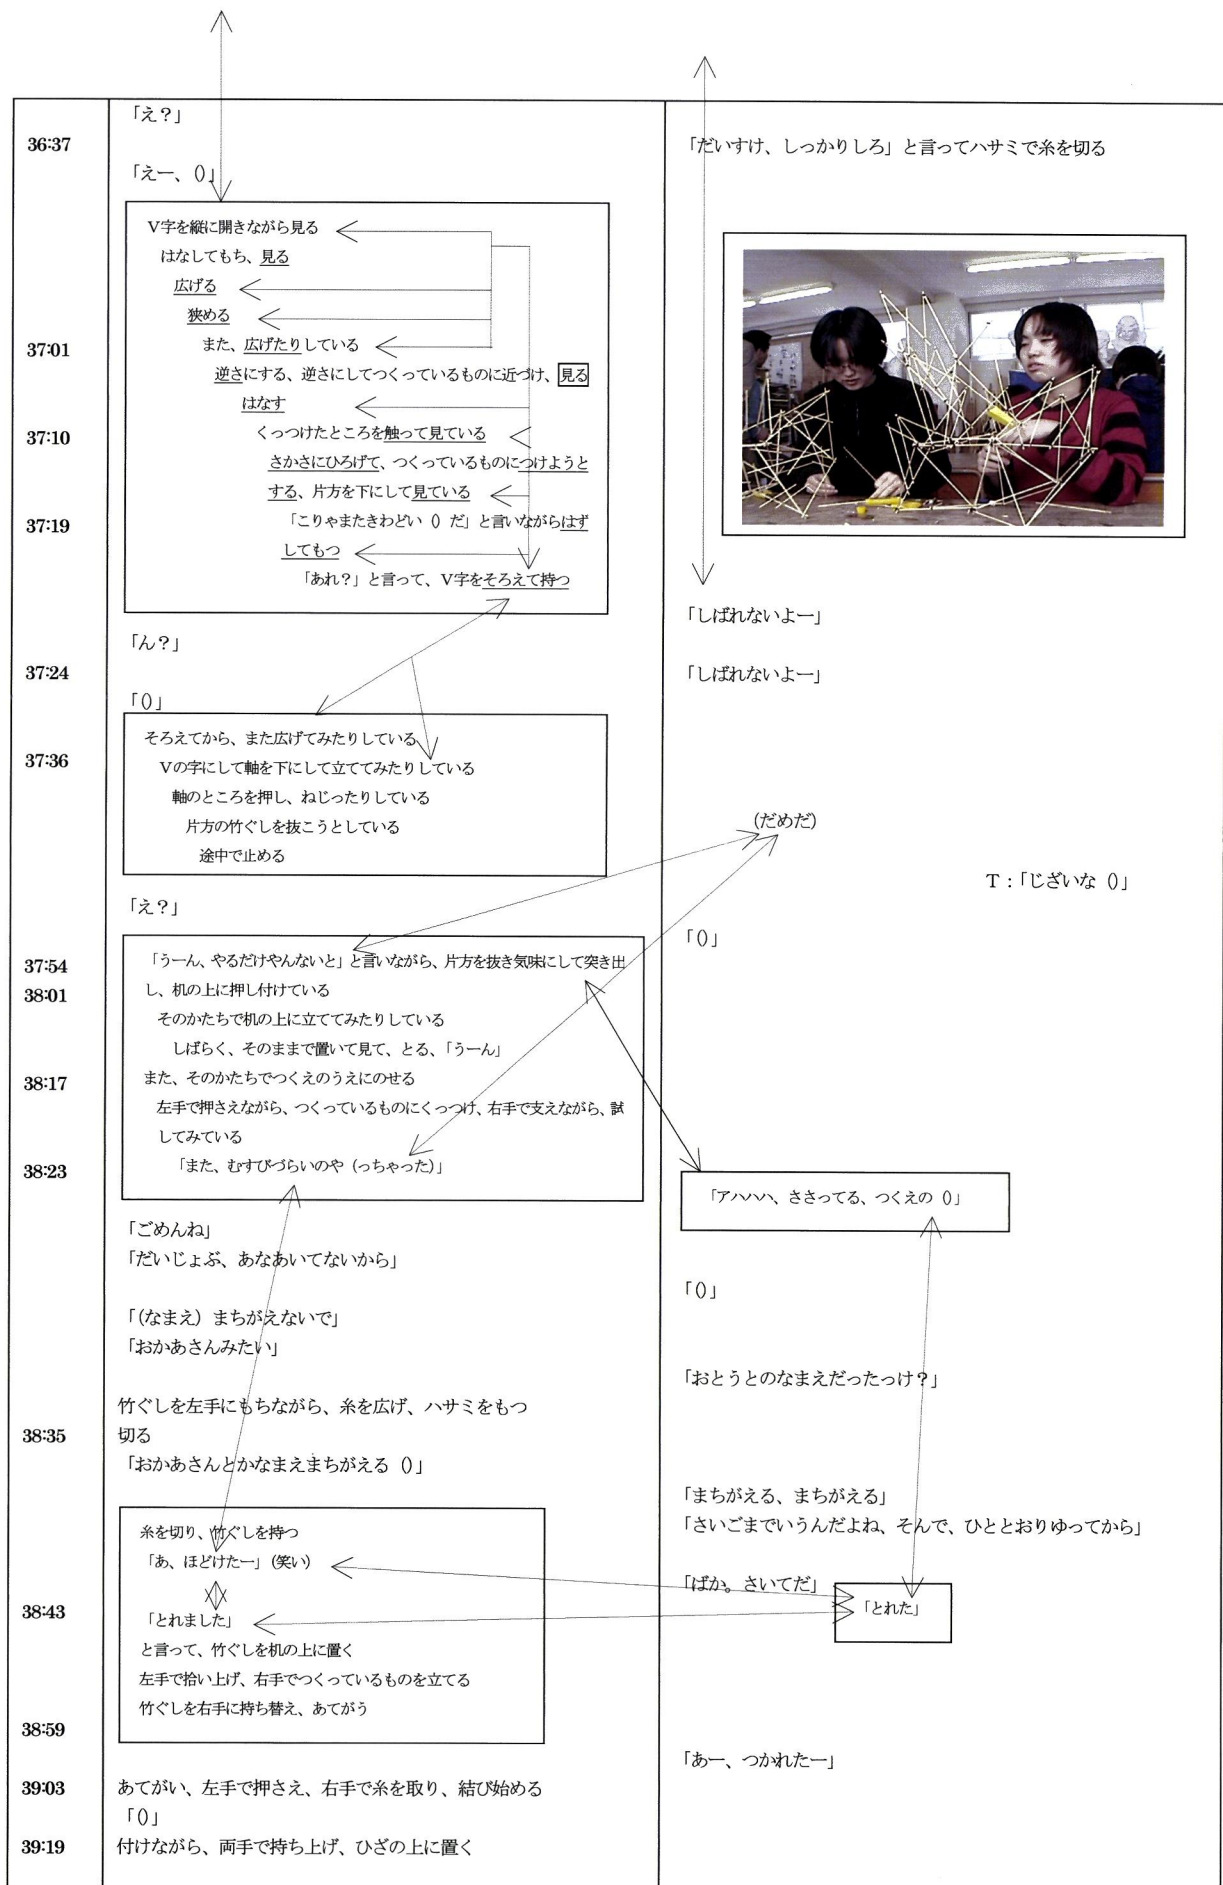 「え？」
36:37
「だいすけ、しっかりしろ」と言ってハサミで糸を切る
「えー、()」
V字を縦に開きながら見る
はなしてもち、見る
広げる
狭める
37:01
また、広げたりしている
逆さにする、逆さにしてつくっているものに近づけ、見る
はなす
37:10
くっつけたところを触って見ている
さかさにひろげて、つくっているものにつけようと
する、片方を下にして見ている
37:19
「こりゃまたきわどい () だ」と言いながらはず
してもつ
「あれ？」と言って、V字をそろえて持つ
「しばれないよー」
「ん？」
37:24
「しばれないよー」
「()」
そろえてから、また広げてみたりしている
37:36
Vの字にして軸を下にして立ててみたりしている
軸のところを押し、ねじったりしている
片方の竹ぐしを抜こうとしている
途中で止める
(だめだ)
T：「じざいな ()」
「え？」
「()」
37:54
「うーん、やるだけやんないと」と言いながら、片方を抜き気味にして突き出
38:01
し、机の上に押し付けている
そのかたちで机の上に立ててみたりしている
しばらく、そのままで置いて見て、とる、「うーん」
38:17
また、そのかたちでつくえのうえにのせる
左手で押さえながら、つくっているものにくっつけ、右手で支えながら、試
してみている
38:23
「また、むすびづらいのや (っちゃった)」
「アハハハ、ささってる、つくえの ()」
「ごめんね」
「だいじょぶ、あなあいてないから」
「()」
「(なまえ) まちがえないで」
「おかあさんみたい」
「おとうとのなまえだったっけ？」
竹ぐしを左手にもちながら、糸を広げ、ハサミをもつ
38:35
切る
「おかあさんとかなまえまちがえる ()」
「まちがえる、まちがえる」
「さいごまでいうんだよね、そんで、ひととおりゆってから」
糸を切り、竹ぐしを持つ
「あ、ほどけたー」(笑い)
「ばか。さいてだ」
38:43
「とれました」
「とれた」
と言って、竹ぐしを机の上に置く
左手で拾い上げ、右手でつくっているものを立てる
竹ぐしを右手に持ち替え、あてがう
38:59
「あー、つかれたー」
39:03
あてがい、左手で押さえ、右手で糸を取り、結び始める
「()」
39:19
付けながら、両手で持ち上げ、ひざの上に置く